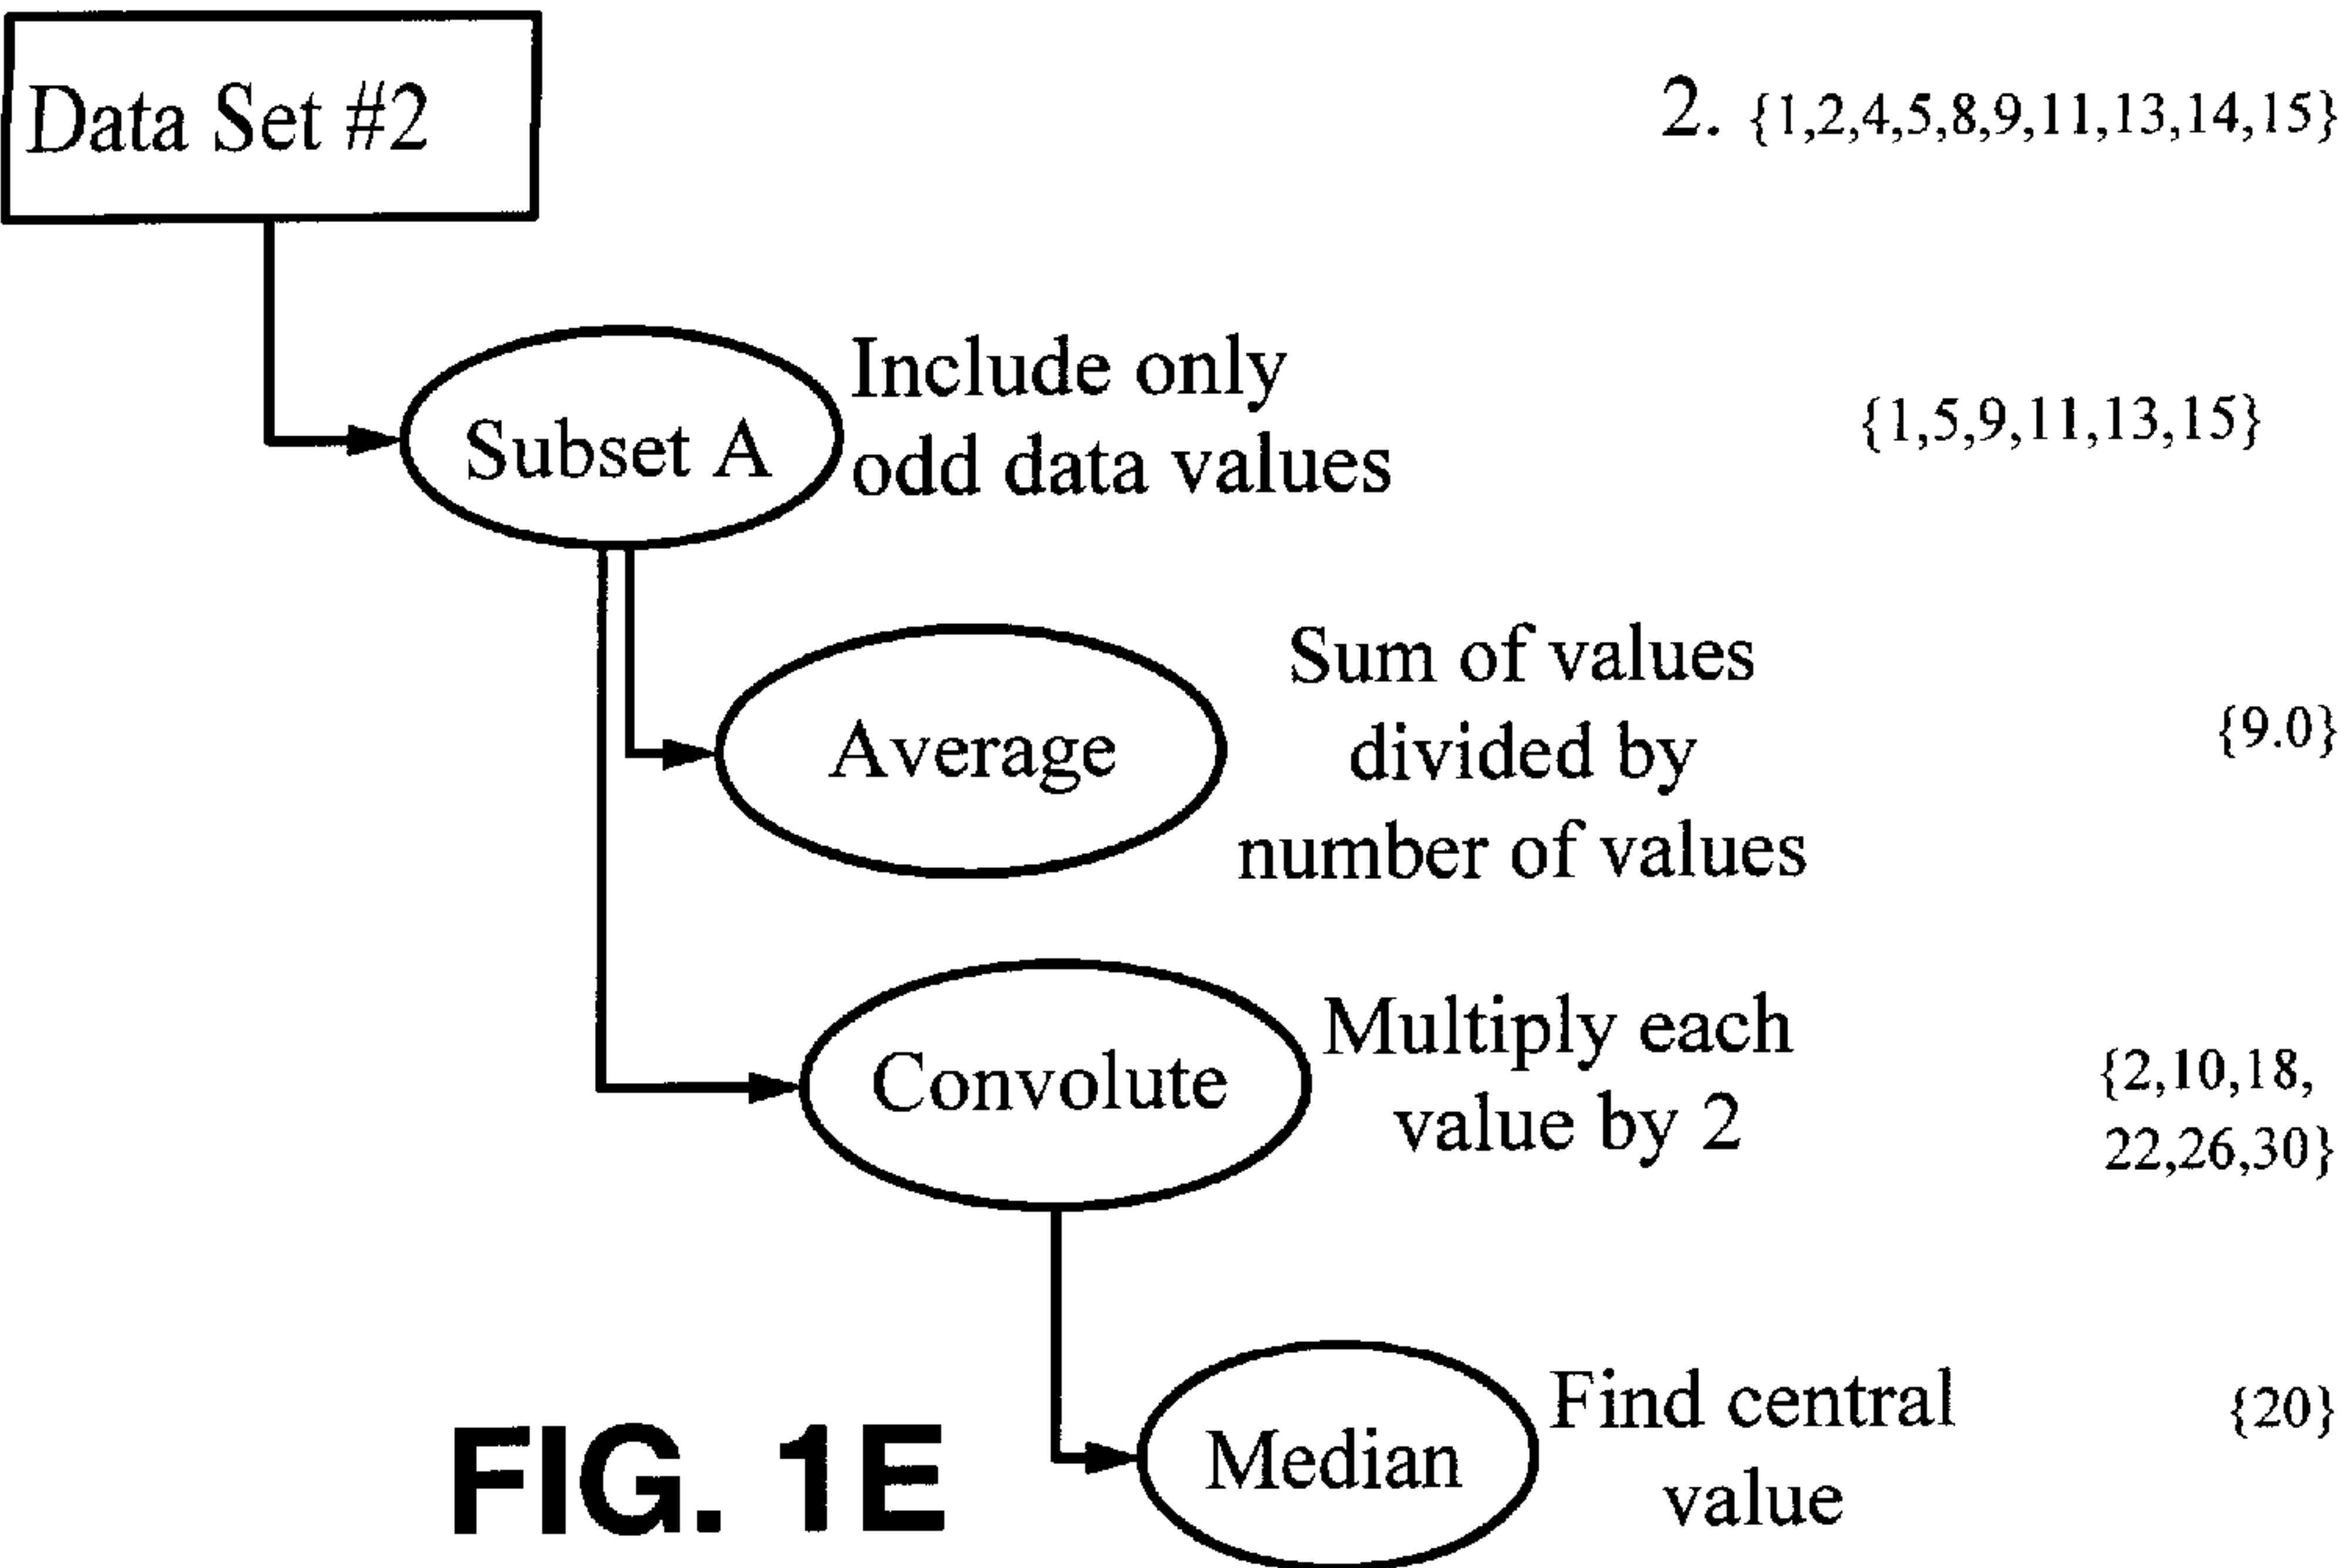 Data Set #2
2. {1,2,4,5,8,9,11,13,14,15}
Subset A
Include only
odd data values
{1,5,9,11,13,15}
Average
Sum of values
divided by
number of values
{9.0}
Convolute
Multiply each
value by 2
{2,10,18,
22,26,30}
Median
Find central
value
{20}
FIG. 1E